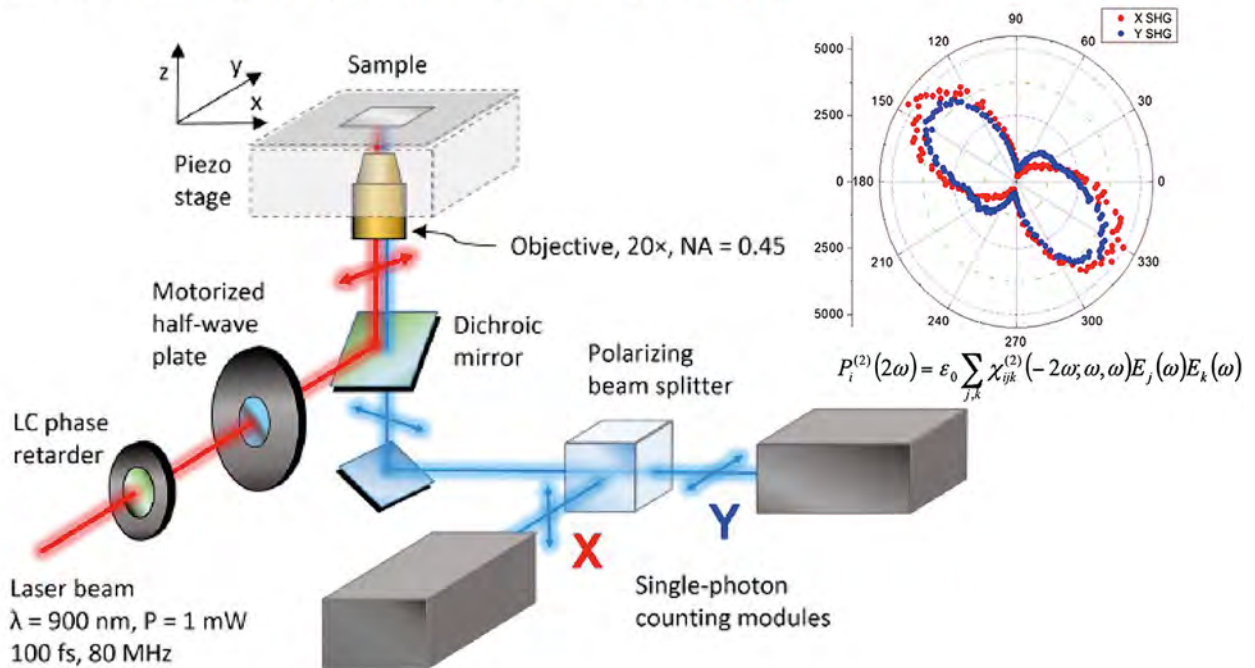 z
y
x
Sample
Piezo
stage
Objective, 20×, NA = 0.45
Motorized
half-wave
plate
Dichroic
mirror
Polarizing
beam splitter
LC phase
retarder
X
Y
Single-photon
counting modules
Laser beam
λ = 900 nm, P = 1 mW
100 fs, 80 MHz
X SHG
Y SHG
5000
2500
0
2500
5000
90
60
30
0
330
300
270
240
210
180
150
120
P_i^{(2)}(2ω) = ε_0 ∑_{j,k} χ_{ijk}^{(2)}(−2ω; ω, ω)E_j(ω)E_k(ω)